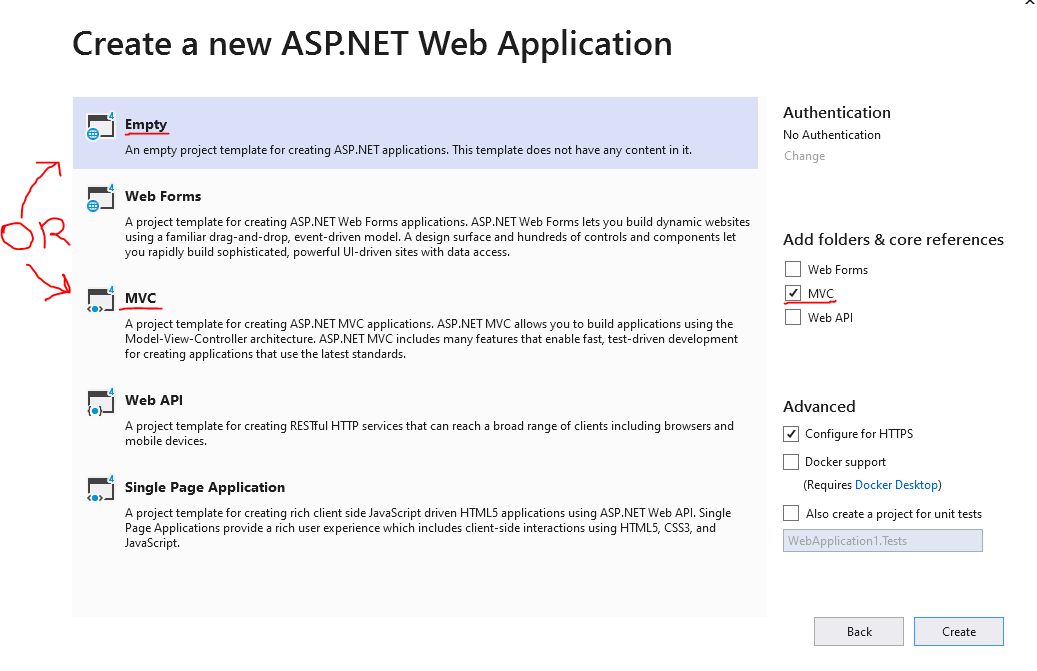 Create a new ASP.NET Web Application
4
Empty
An empty project template for creating ASP.NET applications. This template does not have any content in it.
4
Web Forms
A project template for creating ASP.NET Web Forms applications. ASP.NET Web Forms lets you build dynamic websites
using a familiar drag-and-drop, event-driven model. A design surface and hundreds of controls and components let
you rapidly build sophisticated, powerful UI-driven sites with data access.
OR
4
MVC
A project template for creating ASP.NET MVC applications. ASP.NET MVC allows you to build applications using the
Model-View-Controller architecture. ASP.NET MVC includes many features that enable fast, test-driven development
for creating applications that use the latest standards.
4
Web API
A project template for creating RESTful HTTP services that can reach a broad range of clients including browsers and
mobile devices.
4
Single Page Application
A project template for creating rich client side JavaScript driven HTML5 applications using ASP.NET Web API. Single
Page Applications provide a rich user experience which includes client-side interactions using HTML5, CSS3, and
JavaScript.
Authentication
No Authentication
Change
Add folders & core references
Web Forms
MVC
Web API
Advanced
Configure for HTTPS
Docker support
(Requires Docker Desktop)
Also create a project for unit tests
WebApplication1.Tests
Back
Create